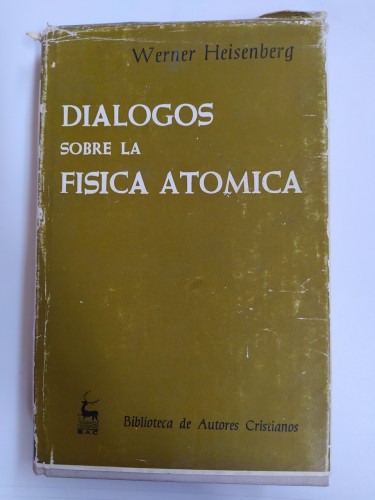 Werner Heisenberg
DIALOGOS
SOBRE LA
FISICA ATOMICA
BAC
Biblioteca de Autores Cristianos